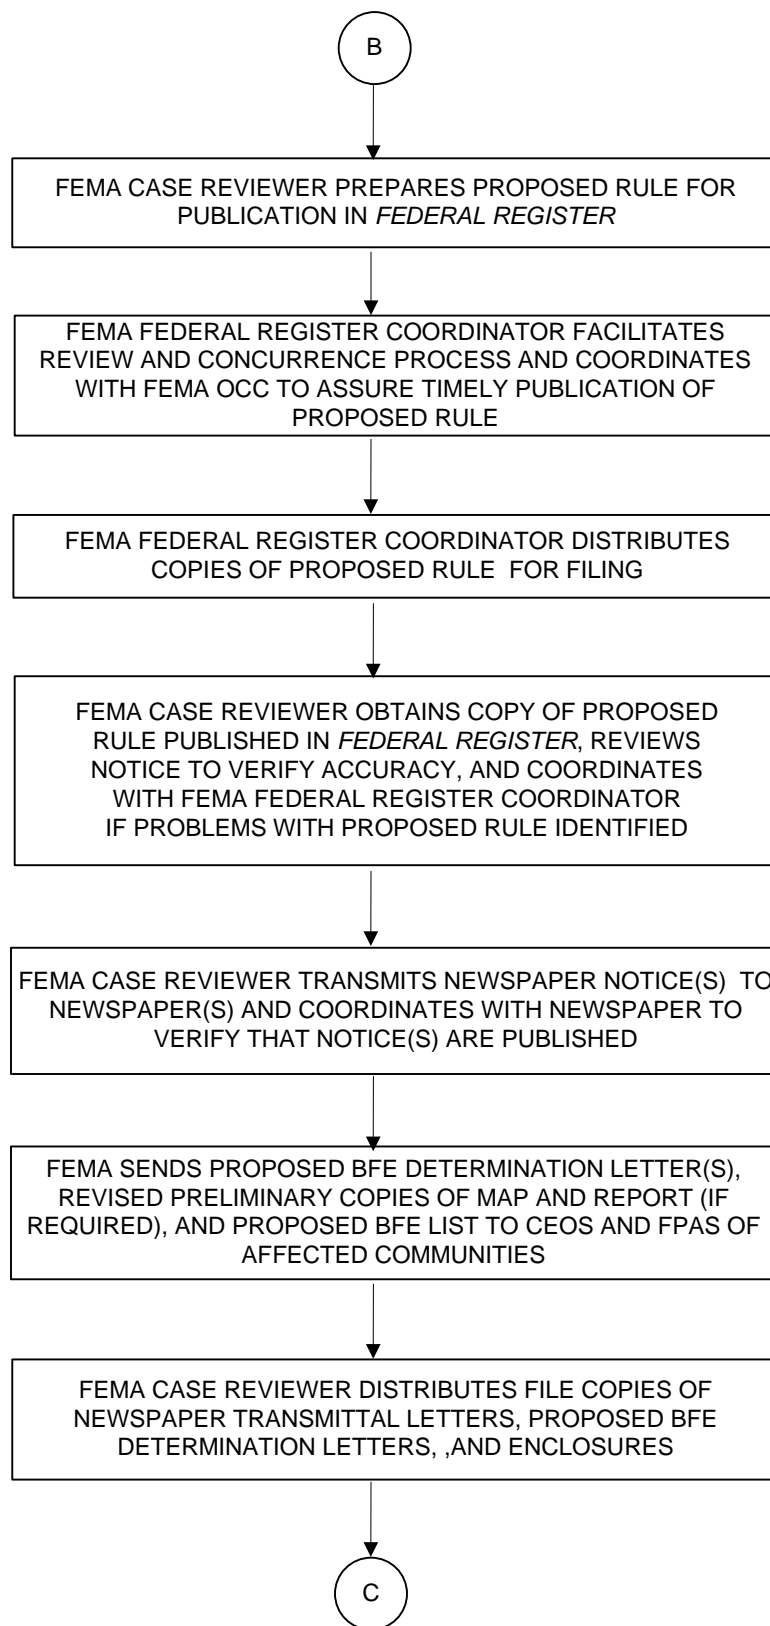 B
FEMA CASE REVIEWER PREPARES PROPOSED RULE FOR
PUBLICATION IN FEDERAL REGISTER
FEMA FEDERAL REGISTER COORDINATOR FACILITATES
REVIEW AND CONCURRENCE PROCESS AND COORDINATES
WITH FEMA OCC TO ASSURE TIMELY PUBLICATION OF
PROPOSED RULE
FEMA FEDERAL REGISTER COORDINATOR DISTRIBUTES
COPIES OF PROPOSED RULE FOR FILING
FEMA CASE REVIEWER OBTAINS COPY OF PROPOSED
RULE PUBLISHED IN FEDERAL REGISTER, REVIEWS
NOTICE TO VERIFY ACCURACY, AND COORDINATES
WITH FEMA FEDERAL REGISTER COORDINATOR
IF PROBLEMS WITH PROPOSED RULE IDENTIFIED
FEMA CASE REVIEWER TRANSMITS NEWSPAPER NOTICE(S) TO
NEWSPAPER(S) AND COORDINATES WITH NEWSPAPER TO
VERIFY THAT NOTICE(S) ARE PUBLISHED
FEMA SENDS PROPOSED BFE DETERMINATION LETTER(S),
REVISED PRELIMINARY COPIES OF MAP AND REPORT (IF
REQUIRED), AND PROPOSED BFE LIST TO CEOS AND FPAS OF
AFFECTED COMMUNITIES
FEMA CASE REVIEWER DISTRIBUTES FILE COPIES OF
NEWSPAPER TRANSMITTAL LETTERS, PROPOSED BFE
DETERMINATION LETTERS, ,AND ENCLOSURES
C